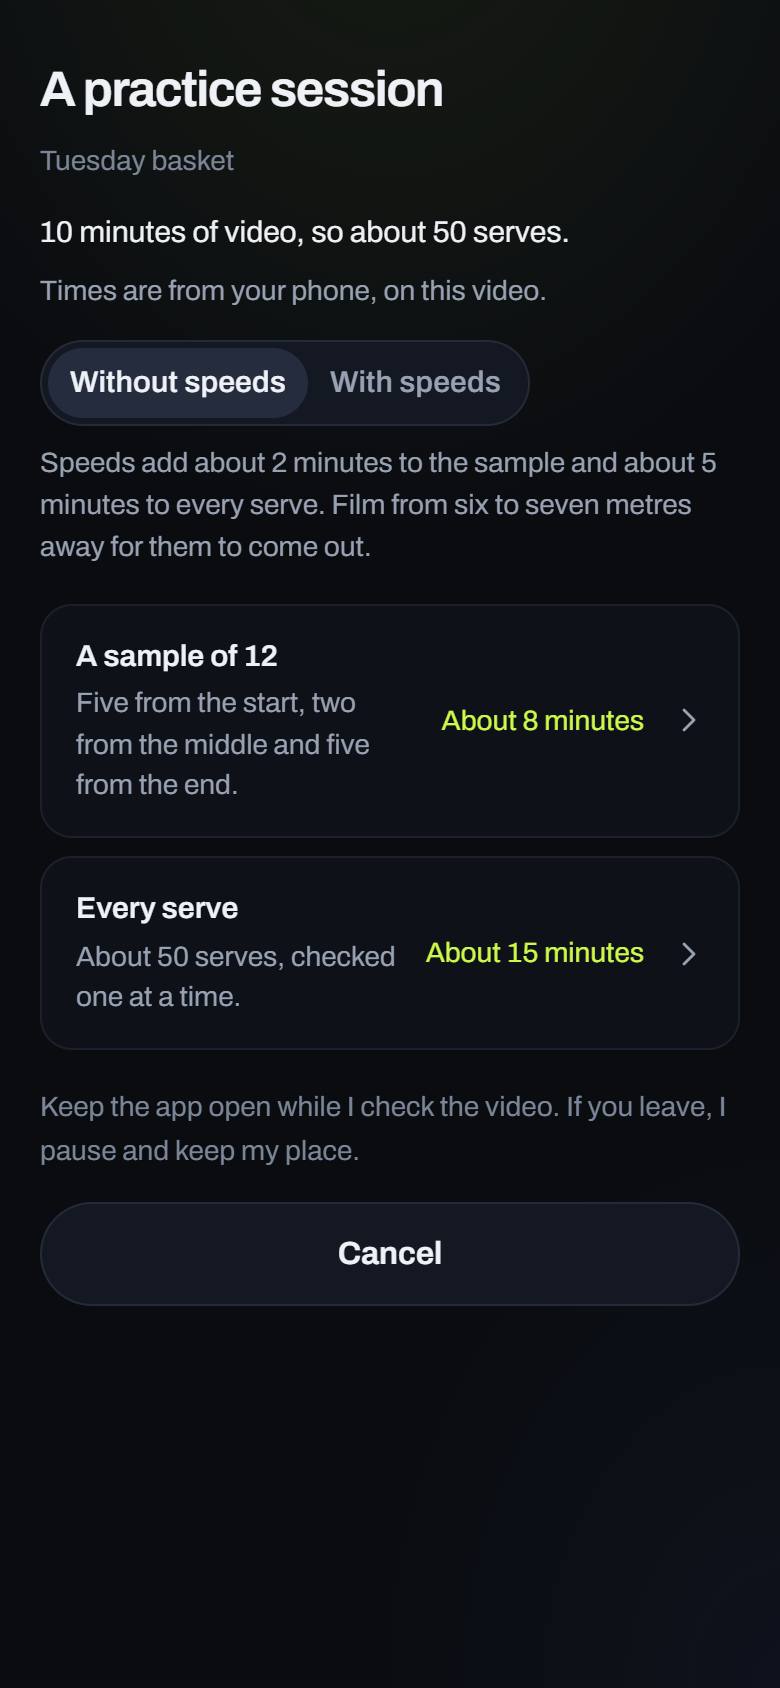 A practice session
Tuesday basket
10 minutes of video, so about 50 serves.
Times are from your phone, on this video.
Without speeds
With speeds
Speeds add about 2 minutes to the sample and about 5
minutes to every serve. Film from six to seven metres
away for them to come out.
A sample of 12
Five from the start, two
from the middle and five
from the end.
About 8 minutes
Every serve
About 50 serves, checked
one at a time.
About 15 minutes
Keep the app open while I check the video. If you leave, I
pause and keep my place.
Cancel